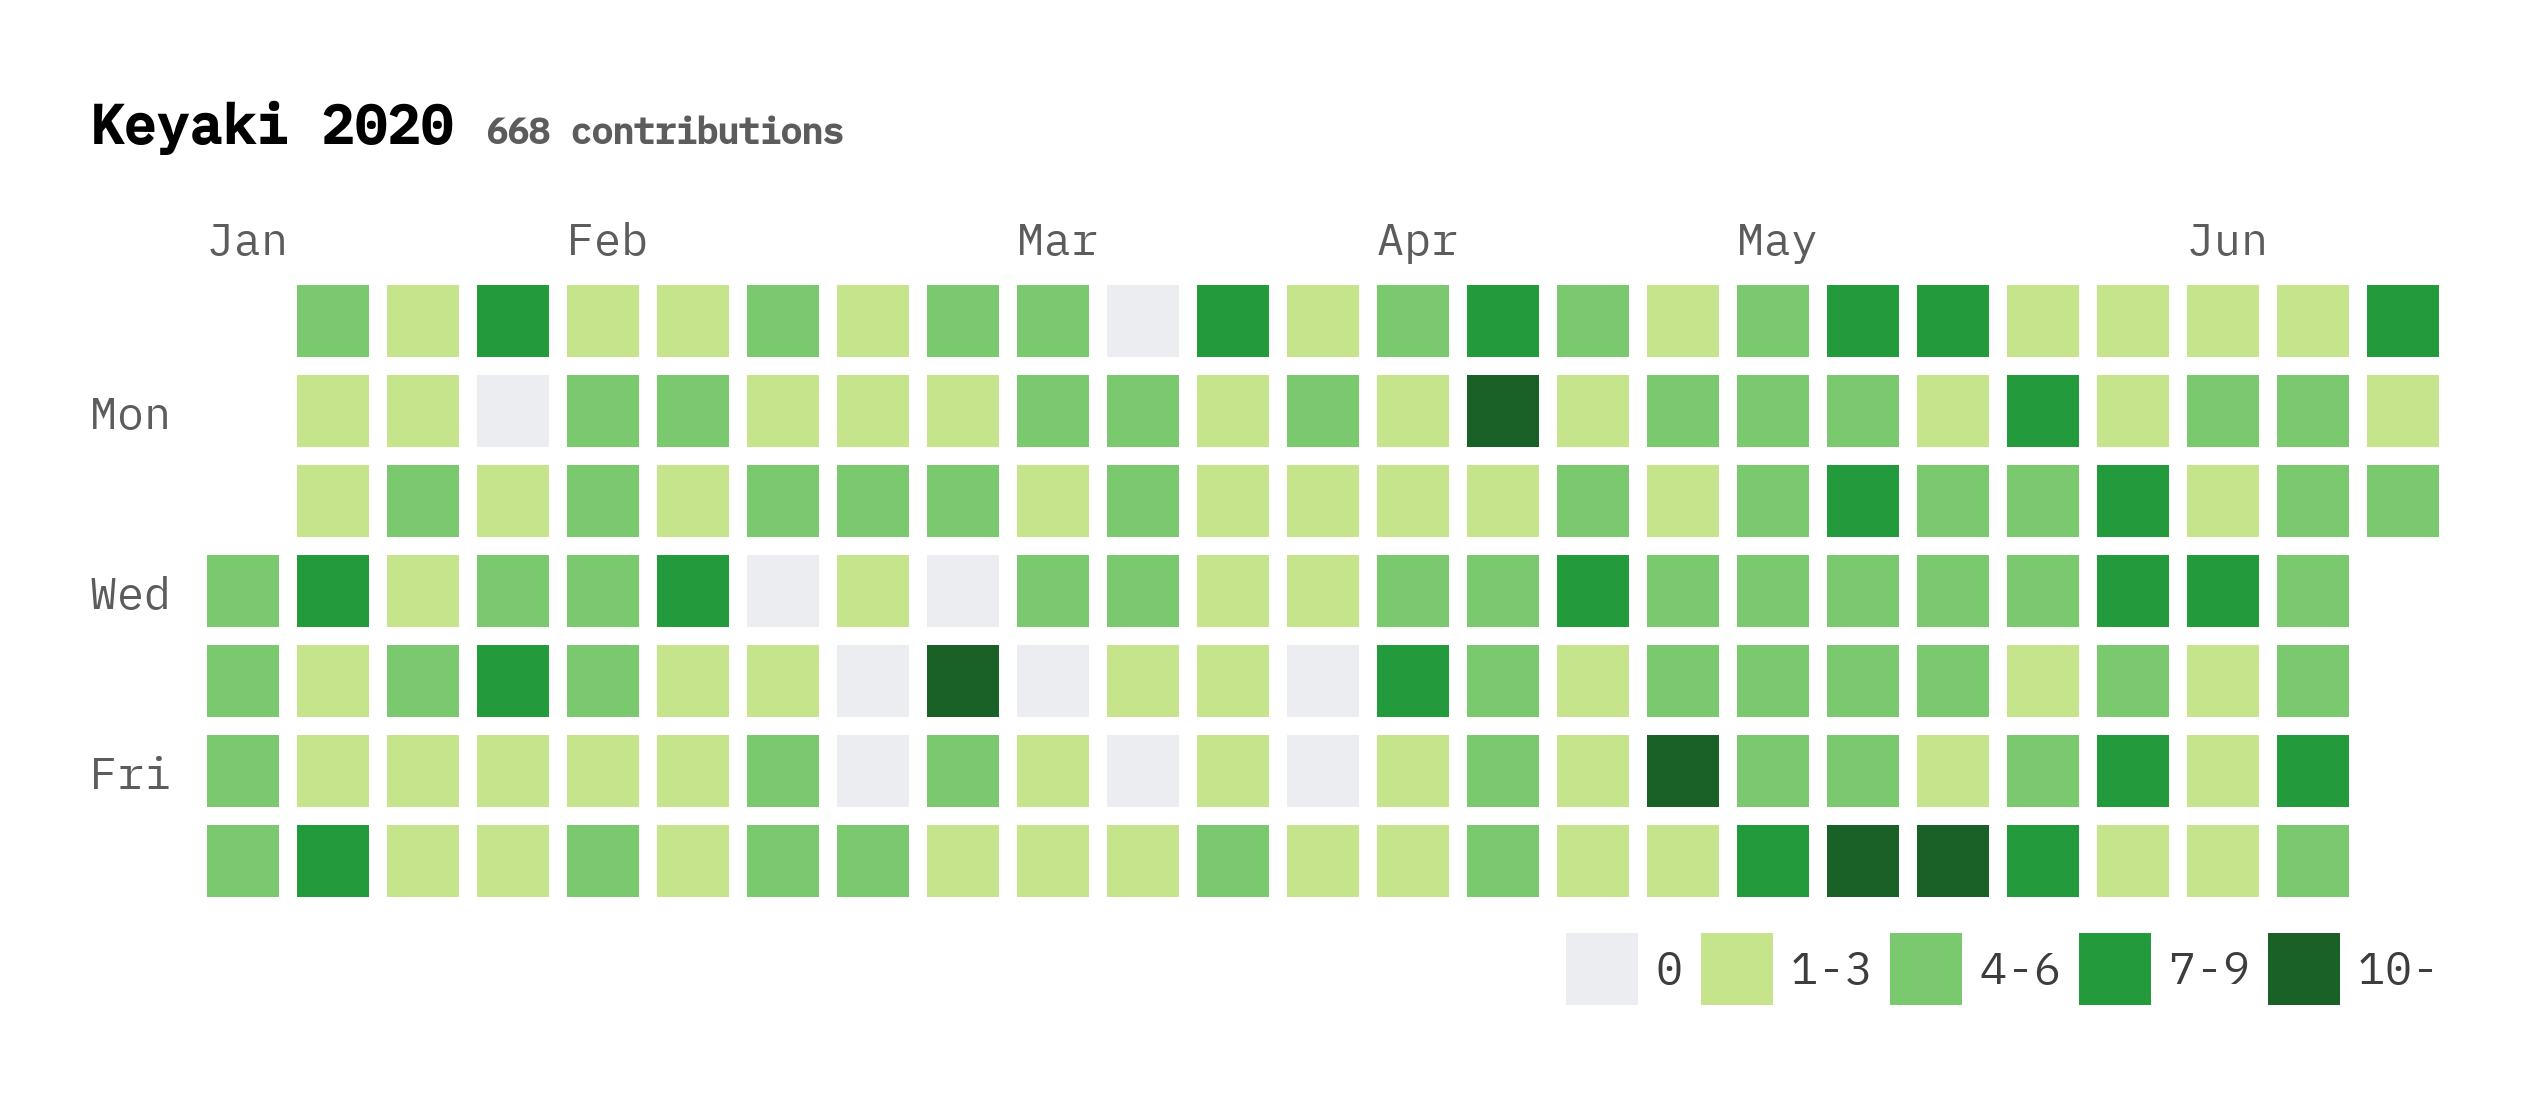 Keyaki 2020 668 contributions
Jan Feb Mar Apr May Jun
Mon
Wed
Fri
0 1-3 4-6 7-9 10-